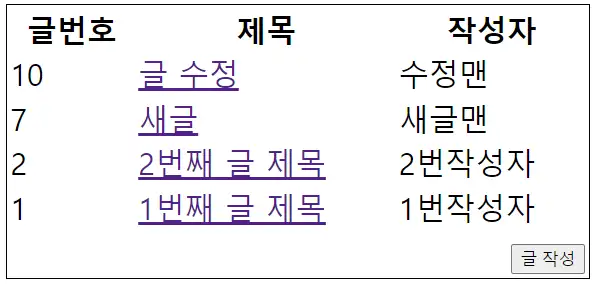 글번호 제목 작성자
10 글 수정 수정맨
7 새글 새글맨
2 2번째 글 제목 2번작성자
1 1번째 글 제목 1번작성자
글 작성